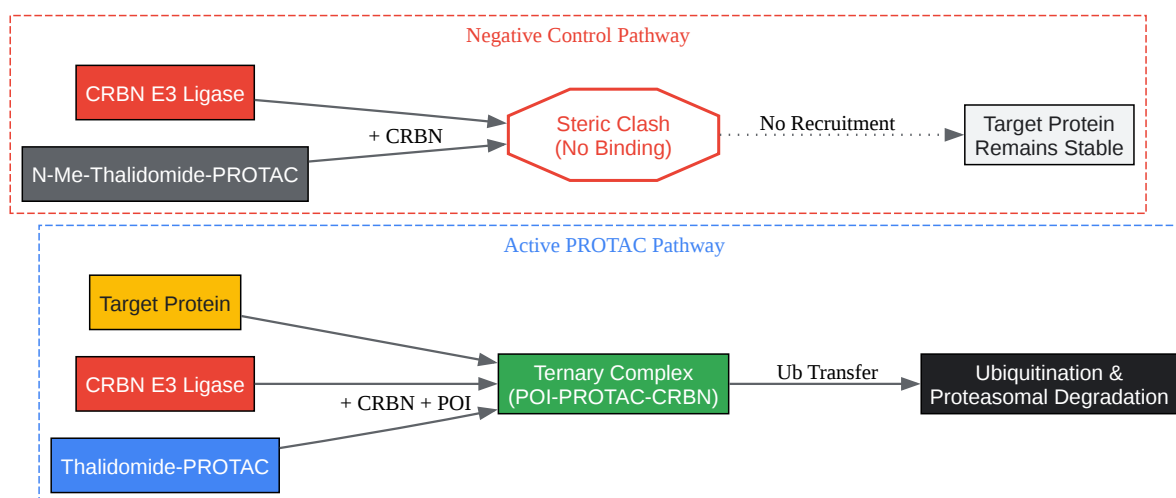 Negative Control Pathway
CRBN E3 Ligase
+ CRBN
N-Me-Thalidomide-PROTAC
Steric Clash
(No Binding)
No Recruitment
Target Protein
Remains Stable
Active PROTAC Pathway
Target Protein
CRBN E3 Ligase
+ CRBN + POI
Thalidomide-PROTAC
Ternary Complex
(POI-PROTAC-CRBN)
Ub Transfer
Ubiquitination &
Proteasomal Degradation